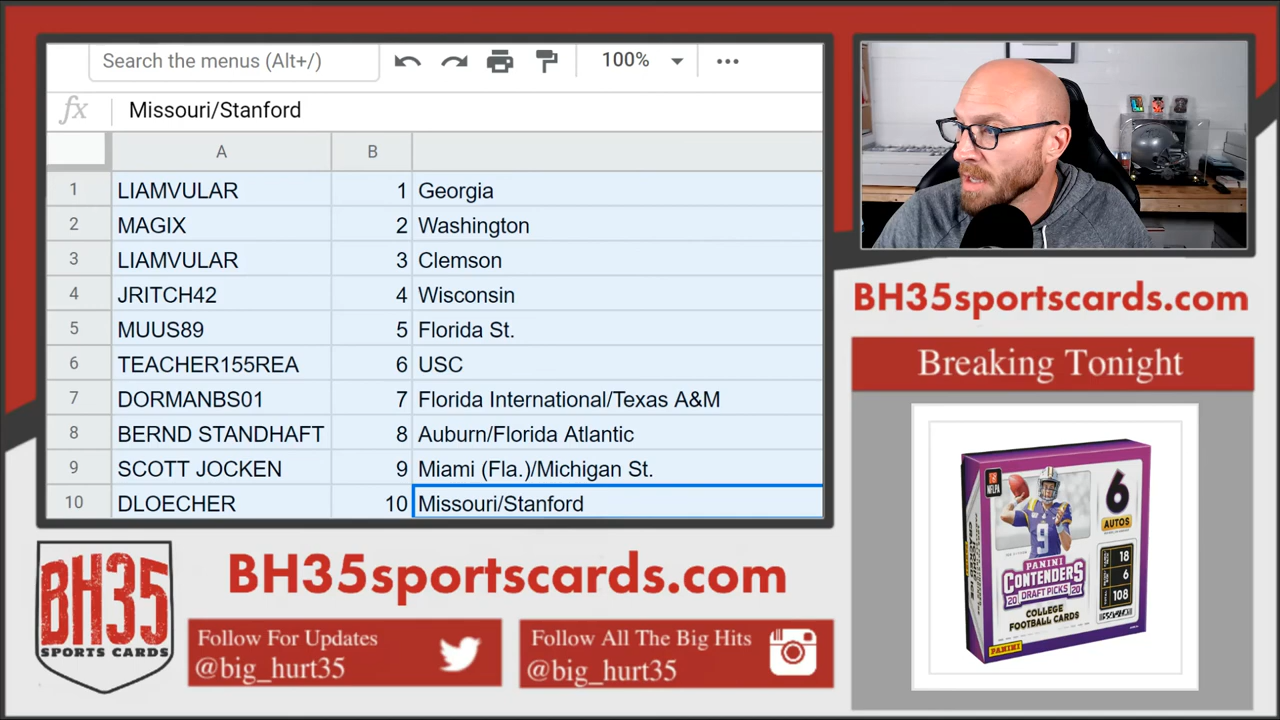 Search the menus (Alt+/)
100%
fx Missouri/Stanford
A B
1 LIAMVULAR 1 Georgia
2 MAGIX 2 Washington
3 LIAMVULAR 3 Clemson
4 JRITCH42 4 Wisconsin
5 MUUS89 5 Florida St.
6 TEACHER155REA 6 USC
7 DORMANBS01 7 Florida International/Texas A&M
8 BERND STANDHAFT 8 Auburn/Florida Atlantic
9 SCOTT JOCKEN 9 Miami (Fla.)/Michigan St.
10 DLOECHER 10 Missouri/Stanford
BH35sportscards.com
Breaking Tonight
NFLPA
6
AUTOS
9
18
6
108
PANINI
CONTENDERS
20 DRAFT PICKS 20
COLLEGE
FOOTBALL CARDS
PANINI
BH35
SPORTS CARDS
BH35sportscards.com
Follow For Updates
@big_hurt35
Follow All The Big Hits
@big_hurt35